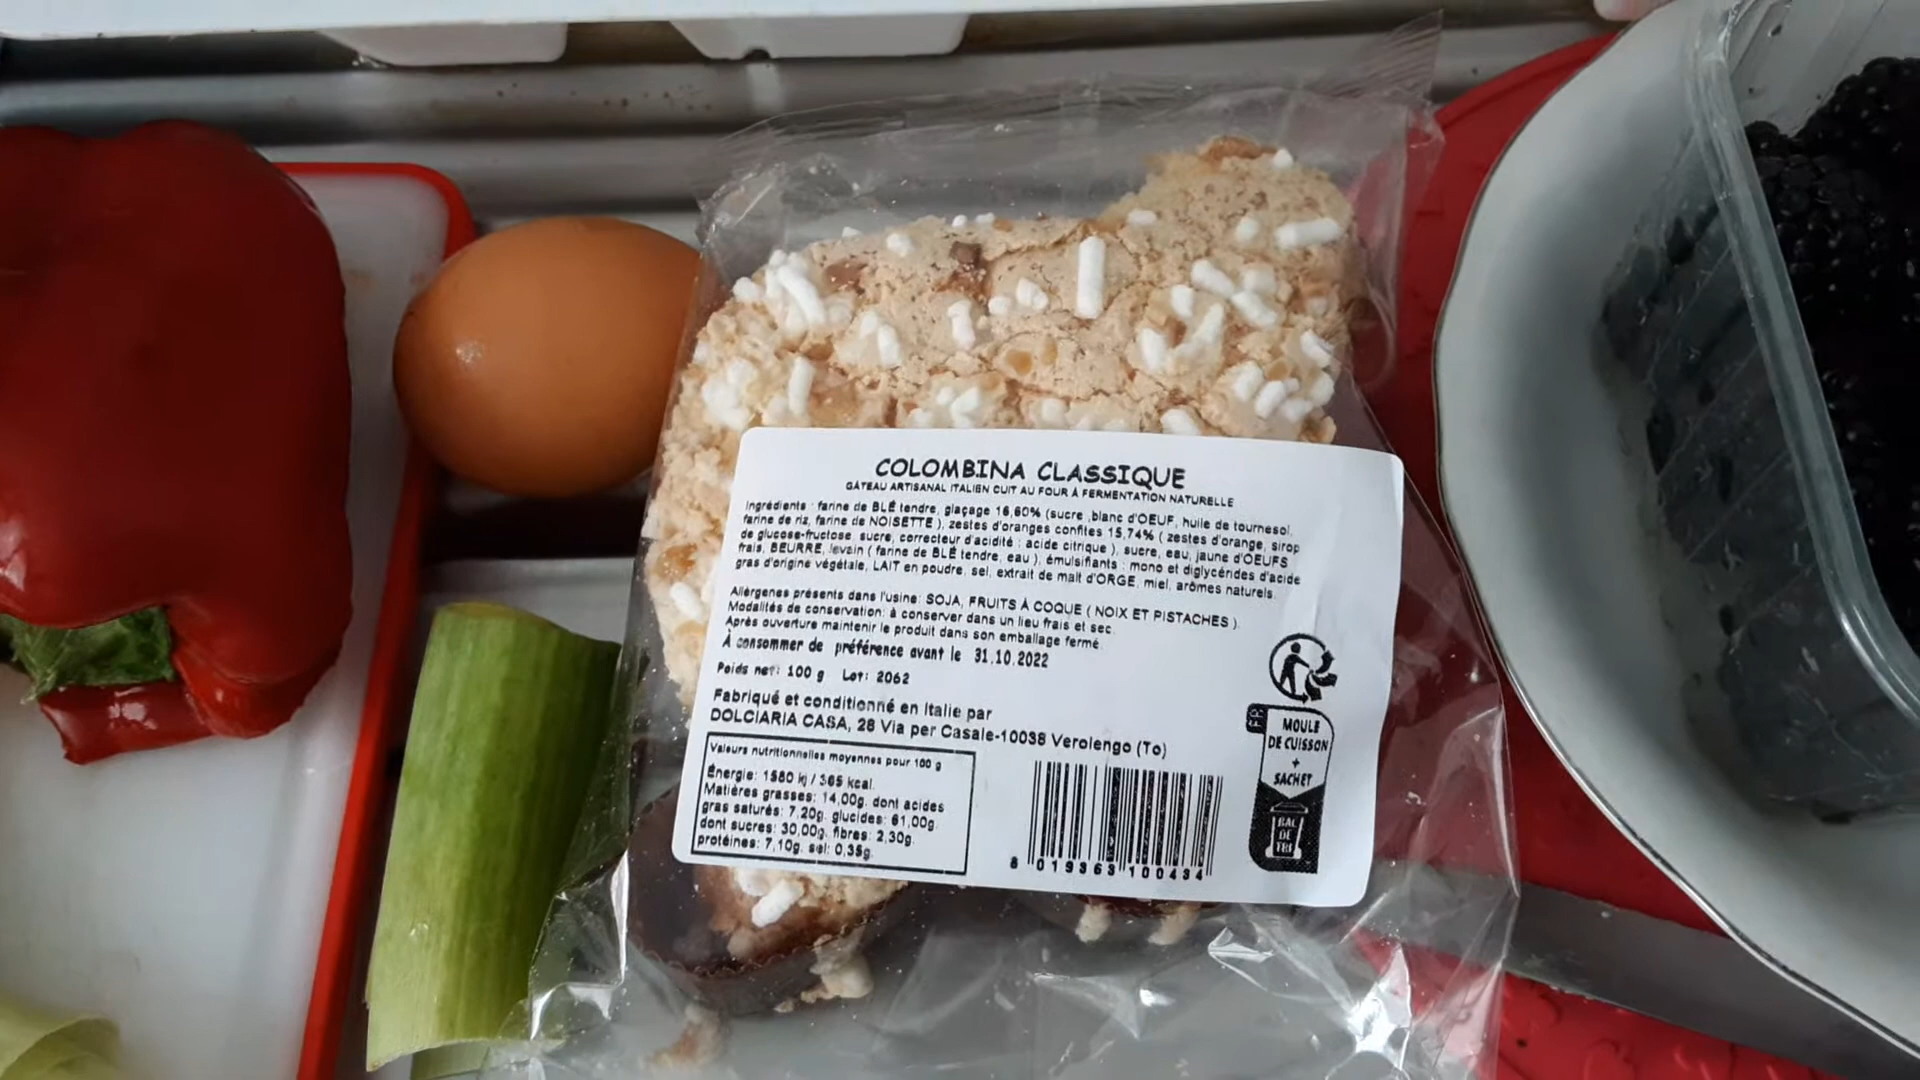 COLOMBINA CLASSIQUE
GÂTEAU ARTISANAL ITALIEN CUIT AU FOUR À FERMENTATION NATURELLE
Ingrédients : farine de BLÉ tendre, glaçage 16,60% (sucre ,blanc d'OEUF, huile de tournesol,
farine de riz, farine de NOISETTE ), zestes d'oranges confites 15,74% ( zestes d'orange, sirop
de glucose-fructose, sucre, correcteur d'acidité : acide citrique ), sucre, eau, jaune d'OEUFS
frais, BEURRE, levain ( farine de BLÉ tendre, eau ), émulsifiants : mono et diglycérides d'acide
gras d'origine végétale, LAIT en poudre, sel, extrait de malt d'ORGE, miel, arômes naturels.
Allergènes présents dans l'usine: SOJA, FRUITS À COQUE ( NOIX ET PISTACHES ).
Modalités de conservation: à conserver dans un lieu frais et sec.
Après ouverture maintenir le produit dans son emballage fermé.
À consommer de préférence avant le 31.10.2022
Poids net: 100 g Lot: 2062
Fabriqué et conditionné en Italie par
DOLCIARIA CASA, 28 Via per Casale-10038 Verolengo (To)
Valeurs nutritionnelles moyennes pour 100 g
Énergie: 1580 kj / 365 kcal.
Matières grasses: 14,00g. dont acides
gras saturés: 7,20g. glucides: 61,00g.
dont sucres: 30,00g. fibres: 2,30g.
protéines: 7,10g. sel: 0,35g.
8 019363 100434
FR
MOULE
DE CUISSON
+
SACHET
BAC
DE
TRI